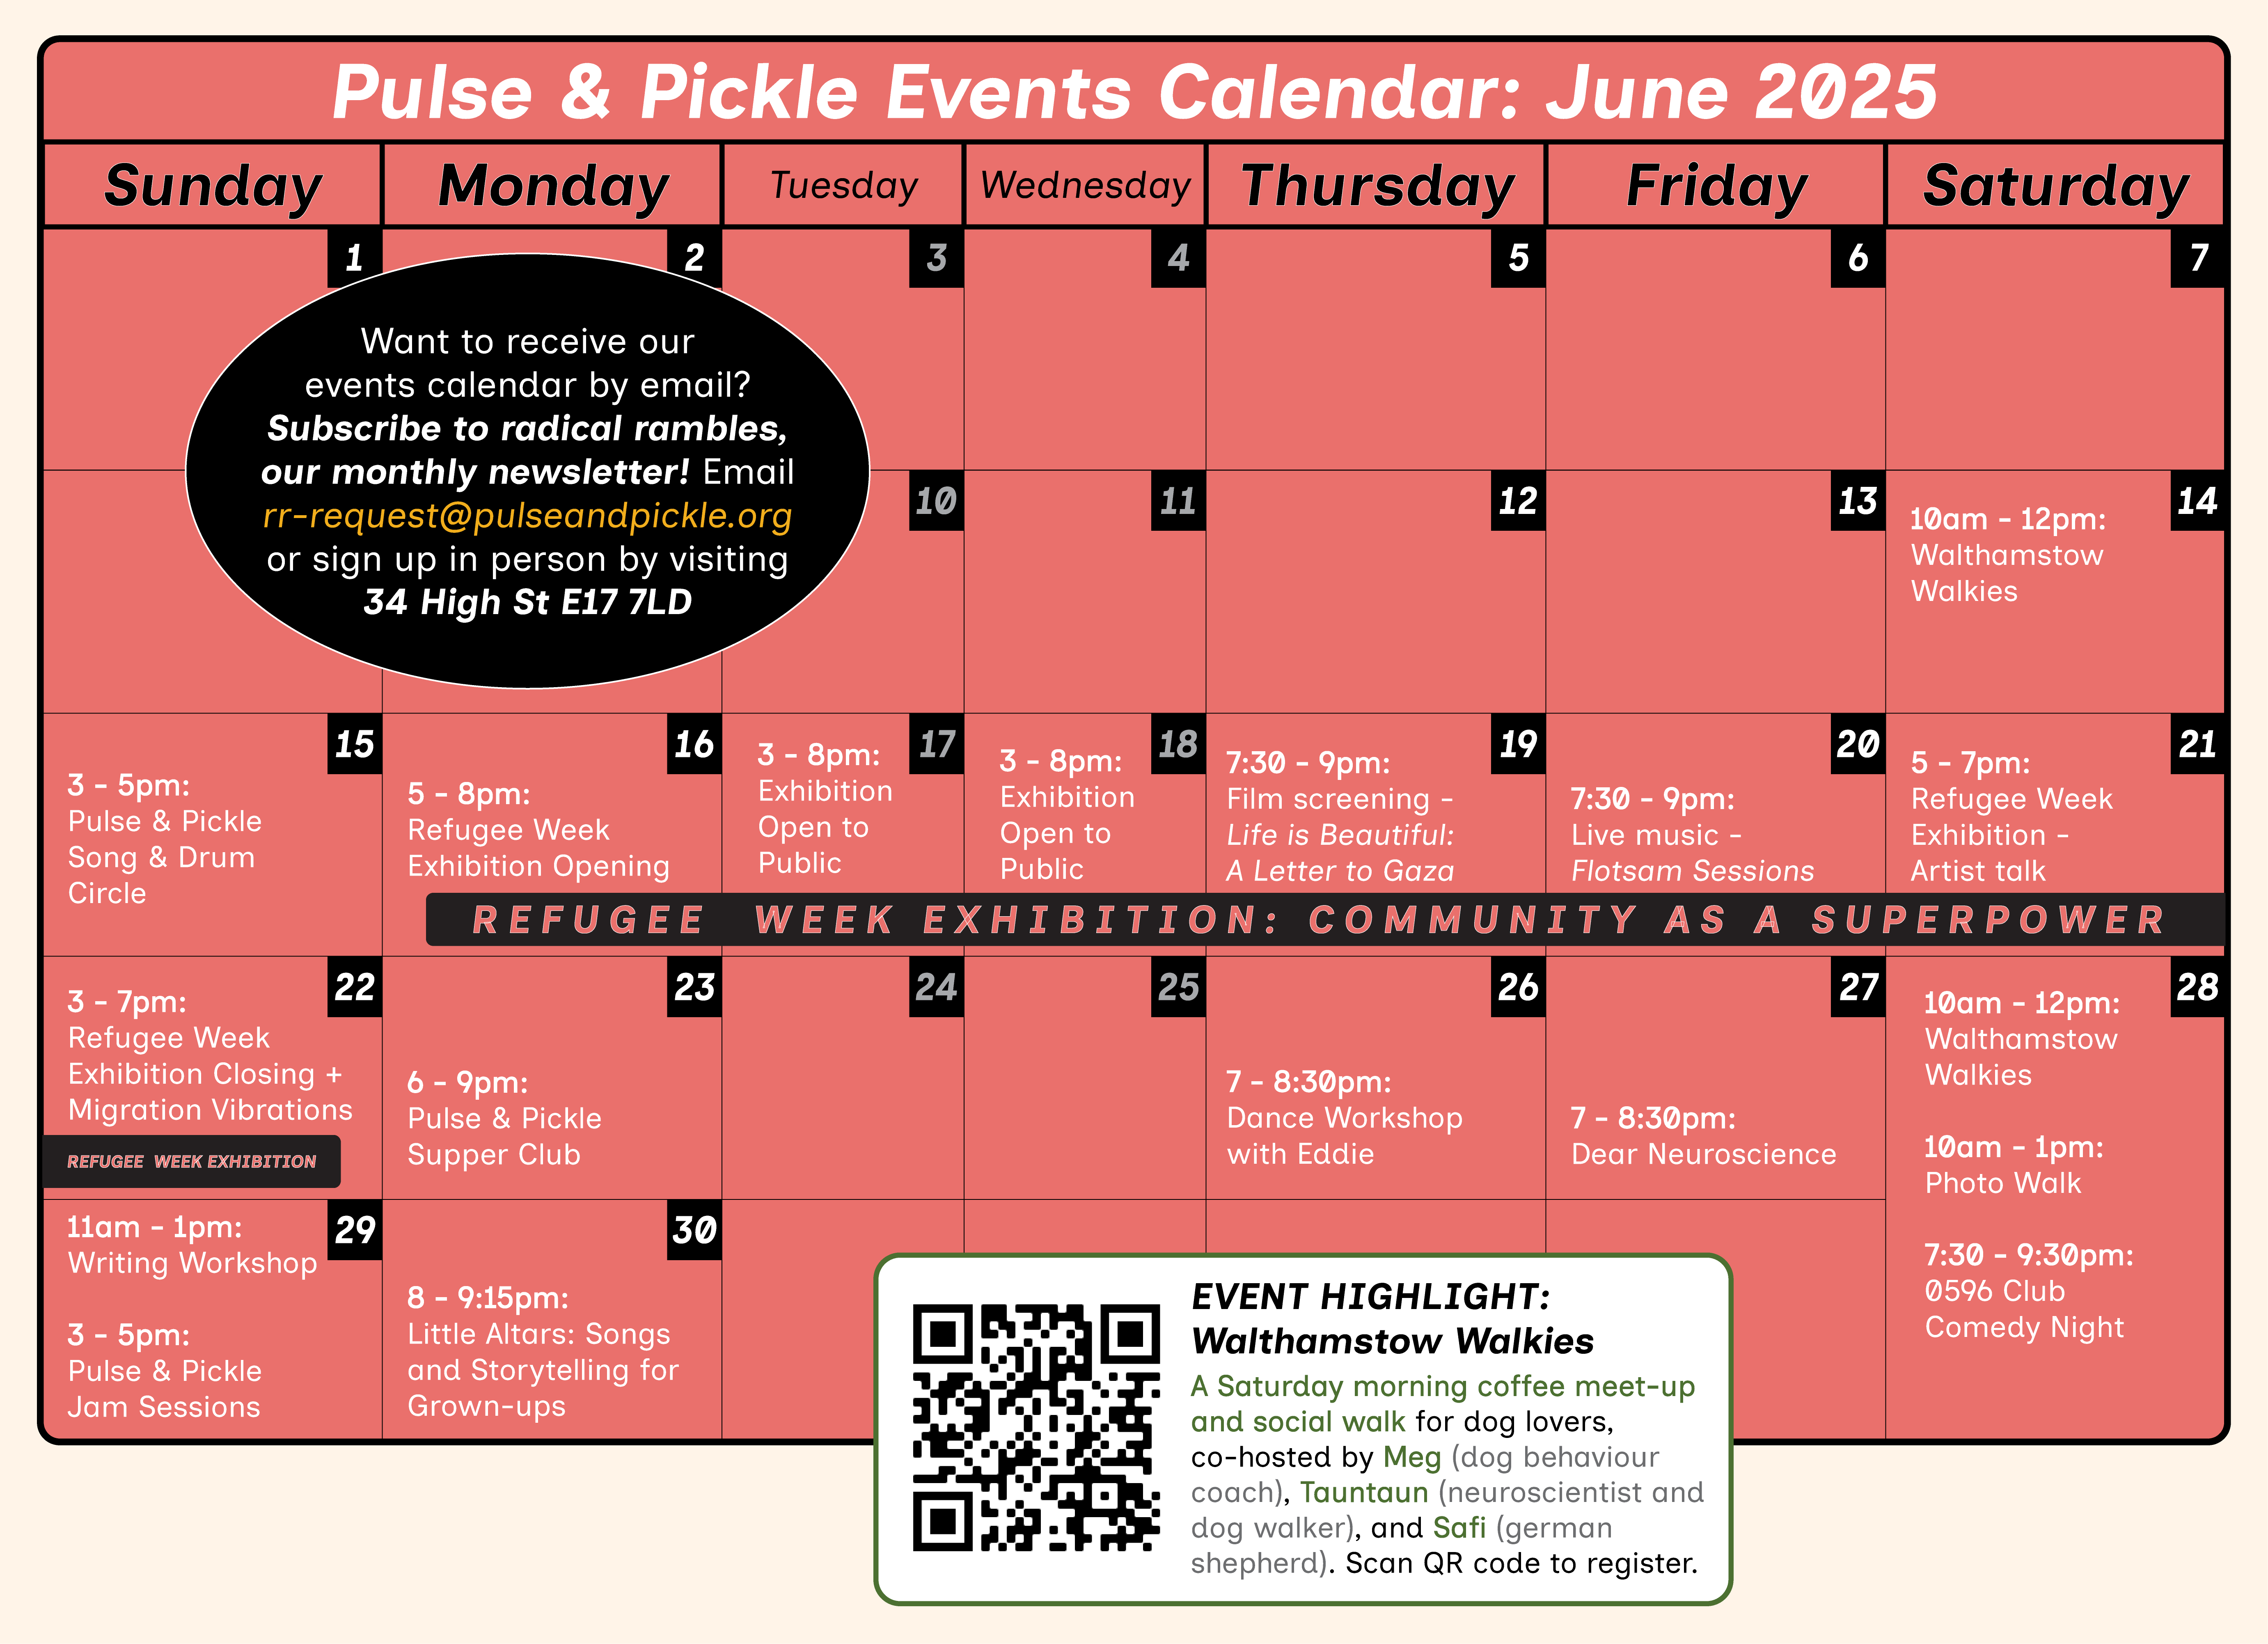 Pulse & Pickle Events Calendar: June 2025
Sunday
Monday
Tuesday
Wednesday
Thursday
Friday
Saturday
1
2
3
4
5
6
7
Want to receive our
events calendar by email?
Subscribe to radical rambles,
our monthly newsletter! Email
rr-request@pulseandpickle.org
or sign up in person by visiting
34 High St E17 7LD
10
11
12
13
14
10am - 12pm:
Walthamstow
Walkies
15
3 - 5pm:
Pulse & Pickle
Song & Drum
Circle
16
5 - 8pm:
Refugee Week
Exhibition Opening
17
3 - 8pm:
Exhibition
Open to
Public
18
3 - 8pm:
Exhibition
Open to
Public
19
7:30 - 9pm:
Film screening -
Life is Beautiful:
A Letter to Gaza
20
7:30 - 9pm:
Live music -
Flotsam Sessions
21
5 - 7pm:
Refugee Week
Exhibition -
Artist talk
REFUGEE WEEK EXHIBITION: COMMUNITY AS A SUPERPOWER
22
3 - 7pm:
Refugee Week
Exhibition Closing +
Migration Vibrations
REFUGEE WEEK EXHIBITION
23
6 - 9pm:
Pulse & Pickle
Supper Club
24
25
26
7 - 8:30pm:
Dance Workshop
with Eddie
27
7 - 8:30pm:
Dear Neuroscience
28
10am - 12pm:
Walthamstow
Walkies
10am - 1pm:
Photo Walk
7:30 - 9:30pm:
0596 Club
Comedy Night
29
11am - 1pm:
Writing Workshop
3 - 5pm:
Pulse & Pickle
Jam Sessions
30
8 - 9:15pm:
Little Altars: Songs
and Storytelling for
Grown-ups
EVENT HIGHLIGHT:
Walthamstow Walkies
A Saturday morning coffee meet-up
and social walk for dog lovers,
co-hosted by Meg (dog behaviour
coach), Tauntaun (neuroscientist and
dog walker), and Safi (german
shepherd). Scan QR code to register.